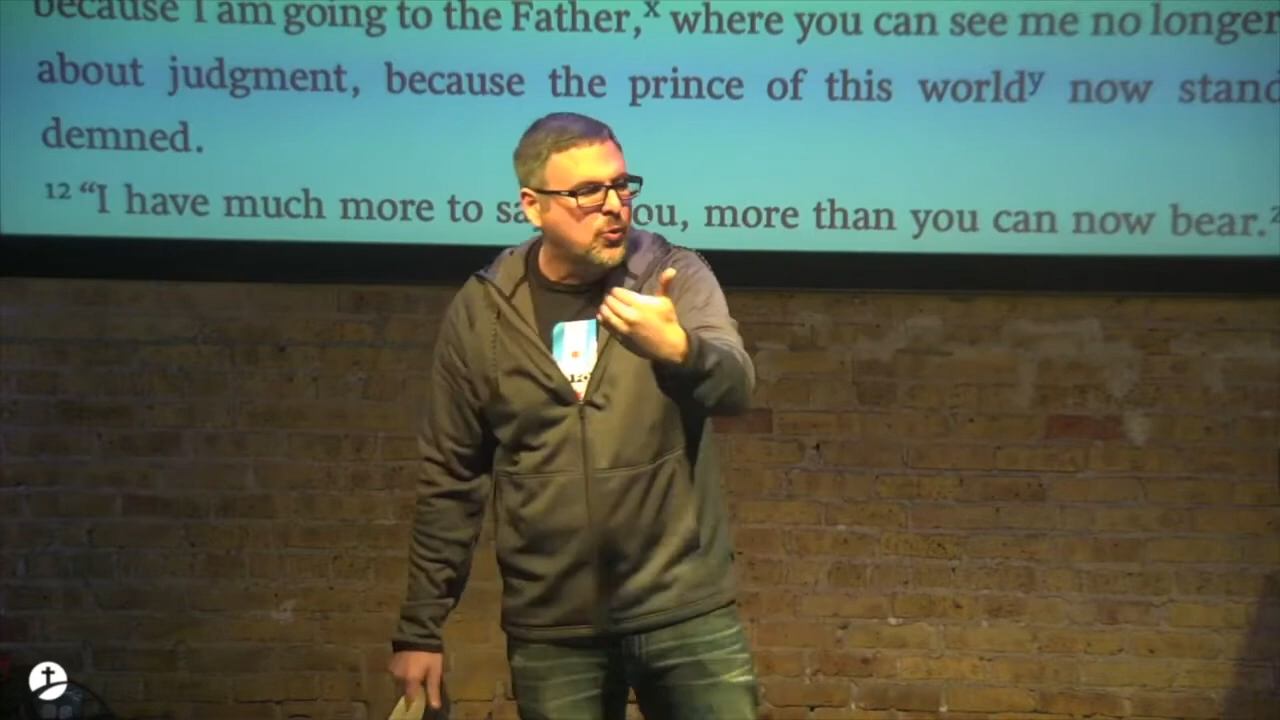 because I am going to the Father,ˣ where you can see me no longer
about judgment, because the prince of this worldʸ now stand
demned.
¹² “I have much more to sa ou, more than you can now bear.